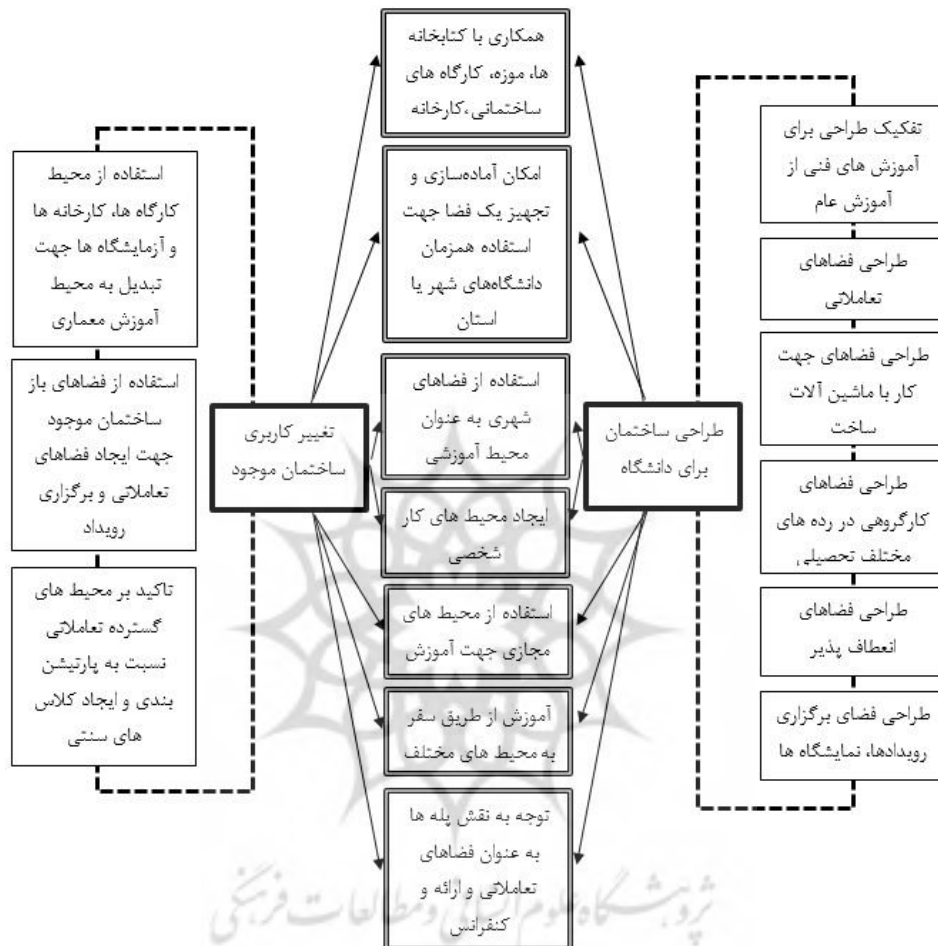 همکاری با کتابخانه
ها، موزه، کارگاه های
ساختمانی،کارخانه
تفکیک طراحی برای
آموزش های فنی از
آموزش عام
طراحی فضاهای
تعاملاتی
طراحی فضاهای جهت
کار با ماشین آلات
ساخت
طراحی فضاهای
کارگروهی در رده های
مختلف تحصیلی
طراحی فضاهای
انعطاف پذیر
طراحی فضای برگزاری
رویدادها، نمایشگاه ها
طراحی ساختمان
برای دانشگاه
امکان آماده‌سازی و
تجهیز یک فضا جهت
استفاده همزمان
دانشگاه‌های شهر یا
استان
استفاده از فضاهای
شهری به عنوان
محیط آموزشی
ایجاد محیط های کار
شخصی
استفاده از محیط های
مجازی جهت آموزش
آموزش از طریق سفر
به محیط های مختلف
توجه به نقش پله ها
به عنوان فضاهای
تعاملاتی و ارائه و
کنفرانس
تغییر کاربری
ساختمان موجود
استفاده از محیط
کارگاه ها، کارخانه ها
و آزمایشگاه ها جهت
تبدیل به محیط
آموزش معماری
استفاده از فضاهای باز
ساختمان موجود
جهت ایجاد فضاهای
تعاملاتی و برگزاری
رویداد
تاکید بر محیط های
گسترده تعاملاتی
نسبت به پارتیشن
بندی و ایجاد کلاس
های سنتی
پژوهشگاه علوم انسانی و مطالعات فرهنگی